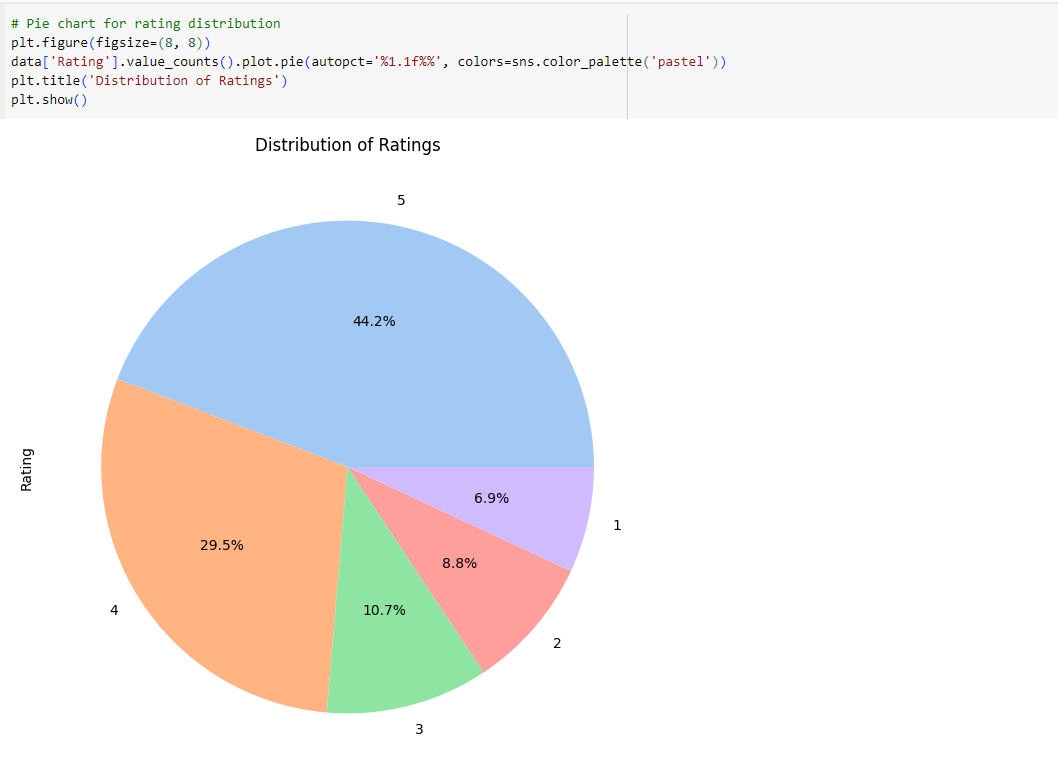 # Pie chart for rating distribution
plt.figure(figsize=(8, 8))
data['Rating'].value_counts().plot.pie(autopct='%1.1f%%', colors=sns.color_palette('pastel'))
plt.title('Distribution of Ratings')
plt.show()
Distribution of Ratings
5
44.2%
Rating
6.9%
1
29.5%
8.8%
4
10.7%
2
3